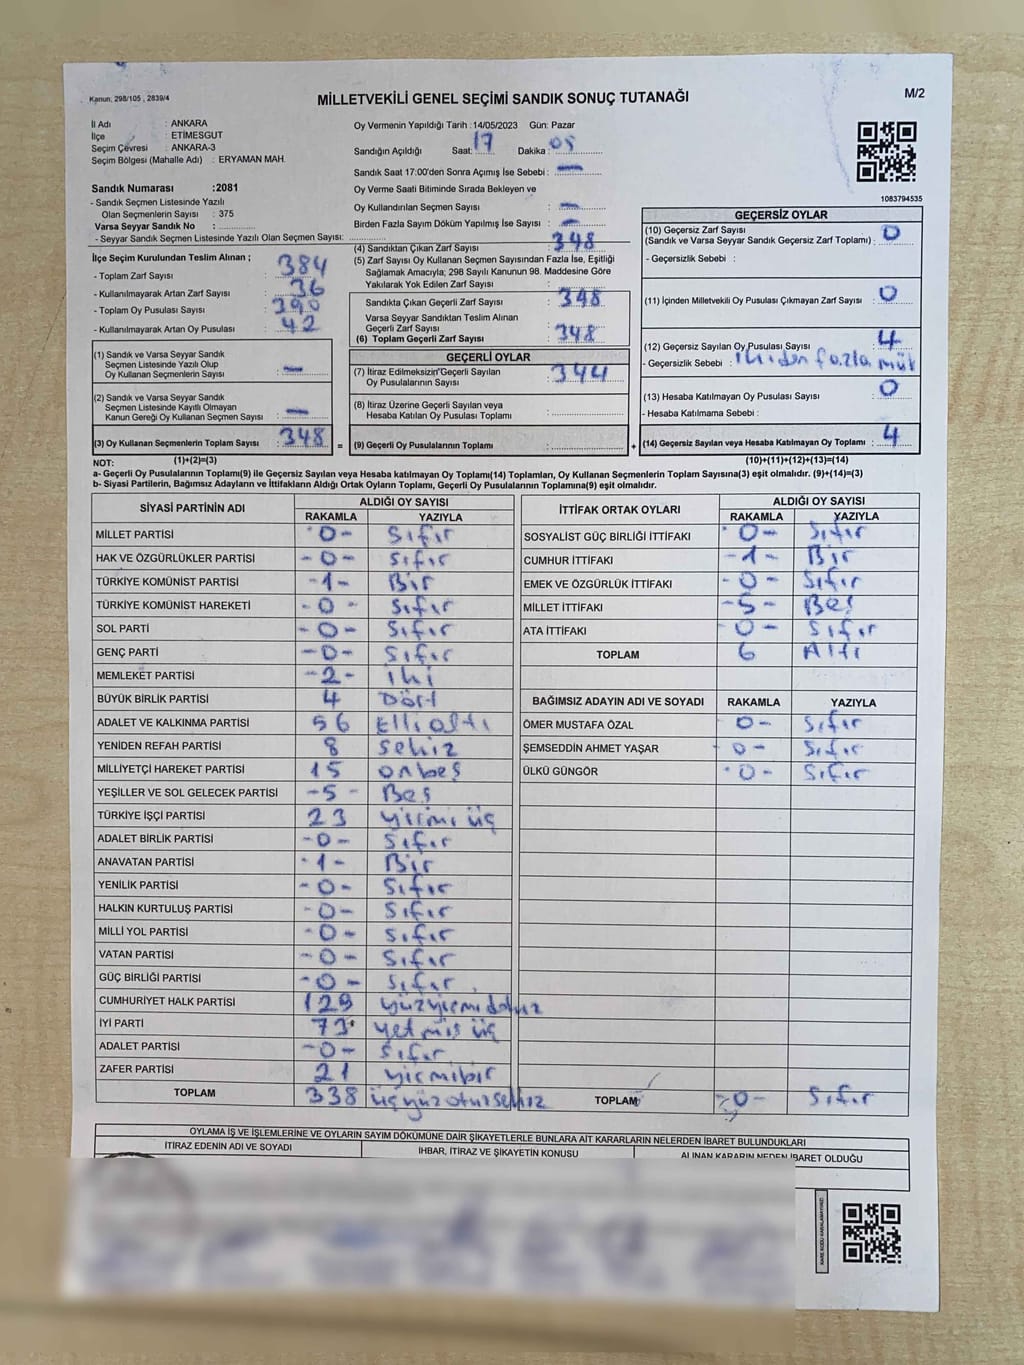 Kanun, 298/105 , 2839/4
MİLLETVEKİLİ GENEL SEÇİMİ SANDIK SONUÇ TUTANAĞI
M/2
İl Adı : ANKARA
İlçe : ETİMESGUT
Seçim Çevresi : ANKARA-3
Seçim Bölgesi (Mahalle Adı) : ERYAMAN MAH.
Sandık Numarası :2081
- Sandık Seçmen Listesinde Yazılı
Olan Seçmenlerin Sayısı : 375
Varsa Seyyar Sandık No :
- Seyyar Sandık Seçmen Listesinde Yazılı Olan Seçmen Sayısı:
İlçe Seçim Kurulundan Teslim Alınan ;
- Toplam Zarf Sayısı : 384
- Kullanılmayarak Artan Zarf Sayısı : 36
- Toplam Oy Pusulası : 390
- Kullanılmayarak Artan Oy Pusulası : 42
(1) Sandık ve Varsa Seyyar Sandık
Seçmen Listesinde Yazılı Olup
Oy Kullanan Seçmenlerin Sayısı : —
(2) Sandık ve Varsa Seyyar Sandık
Seçmen Listesinde Kayıtlı Olmayan
Kanun Gereği Oy Kullanan Seçmen Sayısı : —
(3) Oy Kullanan Seçmenlerin Toplam Sayısı : 348
Oy Vermenin Yapıldığı Tarih :14/05/2023 Gün: Pazar
Sandığın Açıldığı Saat: 17 Dakika : 05
Sandık Saat 17:00'den Sonra Açımış İse Sebebi : —
Oy Verme Saati Bitiminde Sırada Bekleyen ve
Oy Kullandırılan Seçmen Sayısı : —
Birden Fazla Sayım Döküm Yapılmış İse Sayısı : —
(4) Sandıktan Çıkan Zarf Sayısı : 348
(5) Zarf Sayısı Oy Kullanan Seçmen Sayısından Fazla İse, Eşitliği
Sağlamak Amacıyla; 298 Sayılı Kanunun 98. Maddesine Göre
Yakılarak Yok Edilen Zarf Sayısı :
Sandıkta Çıkan Geçerli Zarf Sayısı : 348
Varsa Seyyar Sandıktan Teslim Alınan
Geçerli Zarf Sayısı :
(6) Toplam Geçerli Zarf Sayısı : 348
GEÇERLİ OYLAR
(7) İtiraz Edilmeksizin Geçerli Sayılan
Oy Pusulalarının Sayısı : 344
(8) İtiraz Üzerine Geçerli Sayılan veya
Hesaba Katılan Oy Pusulası Toplamı :
= (9) Geçerli Oy Pusulalarının Toplamı :
1083794535
GEÇERSİZ OYLAR
(10) Geçersiz Zarf Sayısı
(Sandık ve Varsa Seyyar Sandık Geçersiz Zarf Toplamı) : 0
- Geçersizlik Sebebi :
(11) İçinden Milletvekili Oy Pusulası Çıkmayan Zarf Sayısı : 0
(12) Geçersiz Sayılan Oy Pusulası Sayısı : 4
- Geçersizlik Sebebi : ikiden fazla müh
(13) Hesaba Katılmayan Oy Pusulası Sayısı : 0
- Hesaba Katılmama Sebebi :
+ (14) Geçersiz Sayılan veya Hesaba Katılmayan Oy Toplamı : 4
NOT: (1)+(2)=(3) (10)+(11)+(12)+(13)=(14)
a- Geçerli Oy Pusulalarının Toplamı(9) ile Geçersiz Sayılan veya Hesaba katılmayan Oy Toplamı(14) Toplamları, Oy Kullanan Seçmenlerin Toplam Sayısına(3) eşit olmalıdır. (9)+(14)=(3)
b- Siyasi Partilerin, Bağımsız Adayların ve İttifakların Aldığı Ortak Oyların Toplamı, Geçerli Oy Pusulalarının Toplamına(9) eşit olmalıdır.
SİYASİ PARTİNİN ADI ALDIĞI OY SAYISI
RAKAMLA YAZIYLA
MİLLET PARTİSİ -0- Sıfır
HAK VE ÖZGÜRLÜKLER PARTİSİ -0- Sıfır
TÜRKİYE KOMÜNİST PARTİSİ -1- Bir
TÜRKİYE KOMÜNİST HAREKETİ -0- Sıfır
SOL PARTİ -0- Sıfır
GENÇ PARTİ -0- Sıfır
MEMLEKET PARTİSİ -2- iki
BÜYÜK BİRLİK PARTİSİ 4 Dört
ADALET VE KALKINMA PARTİSİ 56 Elli altı
YENİDEN REFAH PARTİSİ 8 sekiz
MİLLİYETÇİ HAREKET PARTİSİ 15 onbeş
YEŞİLLER VE SOL GELECEK PARTİSİ -5- Beş
TÜRKİYE İŞÇİ PARTİSİ 23 yirmi üç
ADALET BİRLİK PARTİSİ -0- Sıfır
ANAVATAN PARTİSİ -1- Bir
YENİLİK PARTİSİ -0- Sıfır
HALKIN KURTULUŞ PARTİSİ -0- Sıfır
MİLLİ YOL PARTİSİ -0- Sıfır
VATAN PARTİSİ -0- Sıfır
GÜÇ BİRLİĞİ PARTİSİ -0- Sıfır
CUMHURİYET HALK PARTİSİ 129 yüzyirmidokuz
İYİ PARTİ 73 yetmiş üç
ADALET PARTİSİ -0- Sıfır
ZAFER PARTİSİ 21 yirmibir
TOPLAM 338 üçyüzotuzsekiz
İTTİFAK ORTAK OYLARI ALDIĞI OY SAYISI
RAKAMLA YAZIYLA
SOSYALİST GÜÇ BİRLİĞİ İTTİFAKI -0- Sıfır
CUMHUR İTTİFAKI -1- Bir
EMEK VE ÖZGÜRLÜK İTTİFAKI -0- Sıfır
MİLLET İTTİFAKI -5- Beş
ATA İTTİFAKI -0- Sıfır
TOPLAM 6 Altı
BAĞIMSIZ ADAYIN ADI VE SOYADI RAKAMLA YAZIYLA
ÖMER MUSTAFA ÖZAL -0- Sıfır
ŞEMSEDDİN AHMET YAŞAR -0- Sıfır
ÜLKÜ GÜNGÖR -0- Sıfır
TOPLAM -0- Sıfır
OYLAMA İŞ VE İŞLEMLERİNE VE OYLARIN SAYIM DÖKÜMÜNE DAİR ŞİKAYETLERLE BUNLARA AİT KARARLARIN NELERDEN İBARET BULUNDUKLARI
İTİRAZ EDENİN ADI VE SOYADI İHBAR, İTİRAZ VE ŞİKAYETİN KONUSU ALINAN KARARIN NEDEN İBARET OLDUĞU
KARE KODU KARALAMAYINIZ!